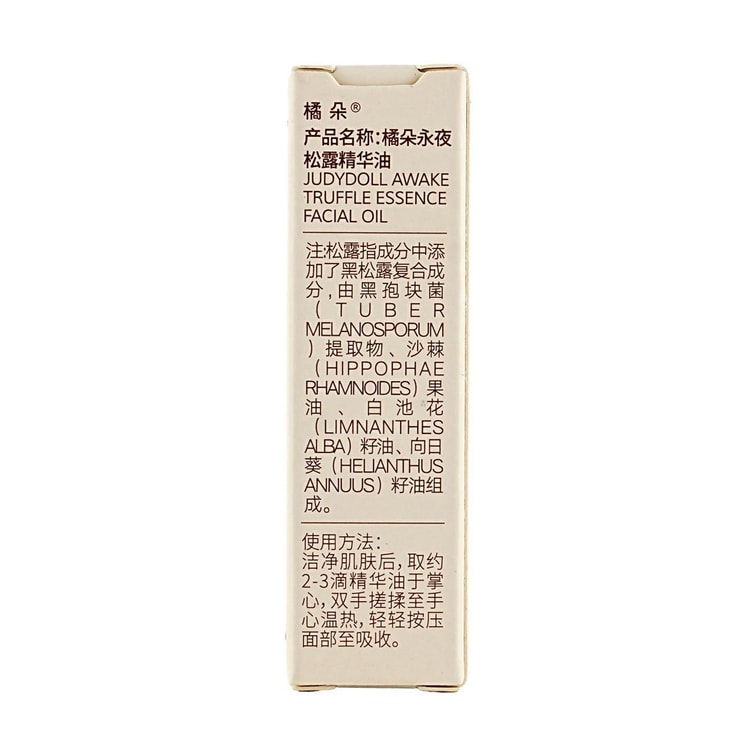 橘朵®
产品名称:橘朵永夜
松露精华油
JUDYDOLL AWAKE
TRUFFLE ESSENCE
FACIAL OIL
注:松露指成分中添
加了黑松露复合成
分,由黑孢块菌
(TUBER
MELANOSPORUM
)提取物、沙棘
(HIPPOPHAE
RHAMNOIDES)果
油、白池花
(LIMNANTHES
ALBA)籽油、向日
葵(HELIANTHUS
ANNUUS)籽油组
成。
使用方法:
洁净肌肤后,取约
2-3滴精华油于掌
心,双手搓揉至手
心温热,轻轻按压
面部至吸收。